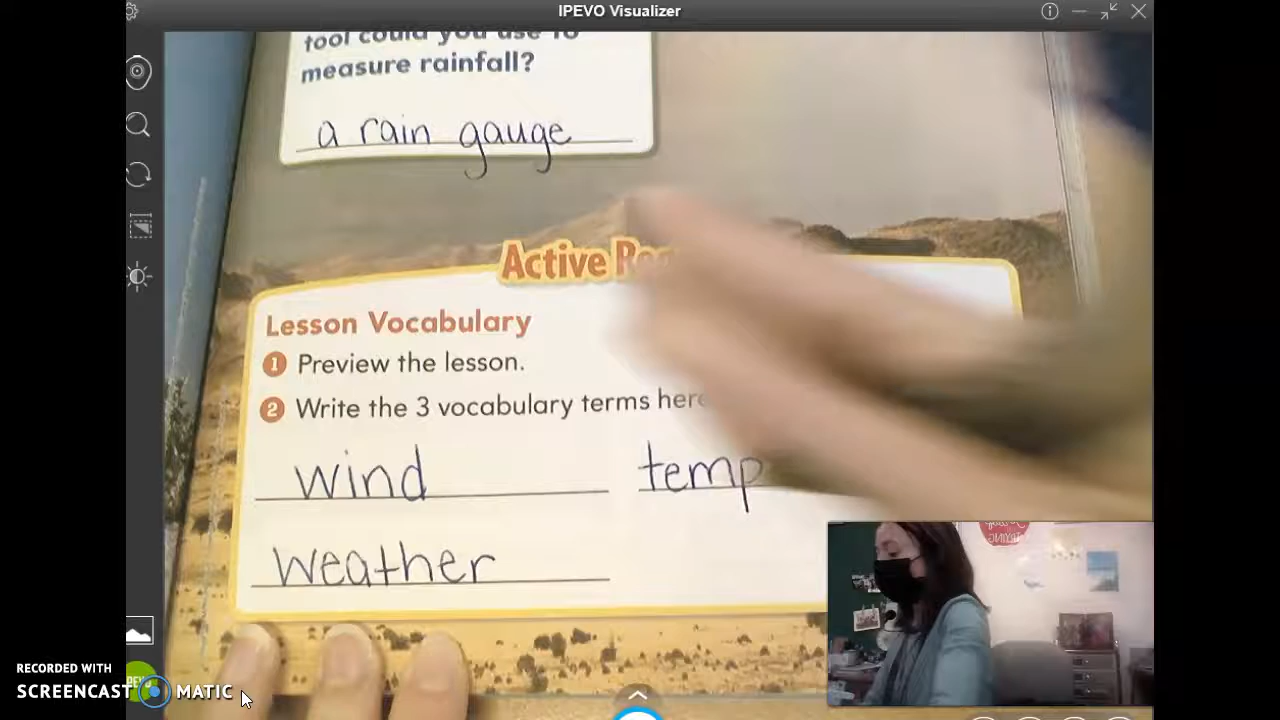 IPEVO Visualizer
tool could you use to
measure rainfall?
a rain gauge
Active
Lesson Vocabulary
1 Preview the lesson.
2 Write the 3 vocabulary terms here
wind temp
weather
RECORDED WITH
SCREENCAST MATIC